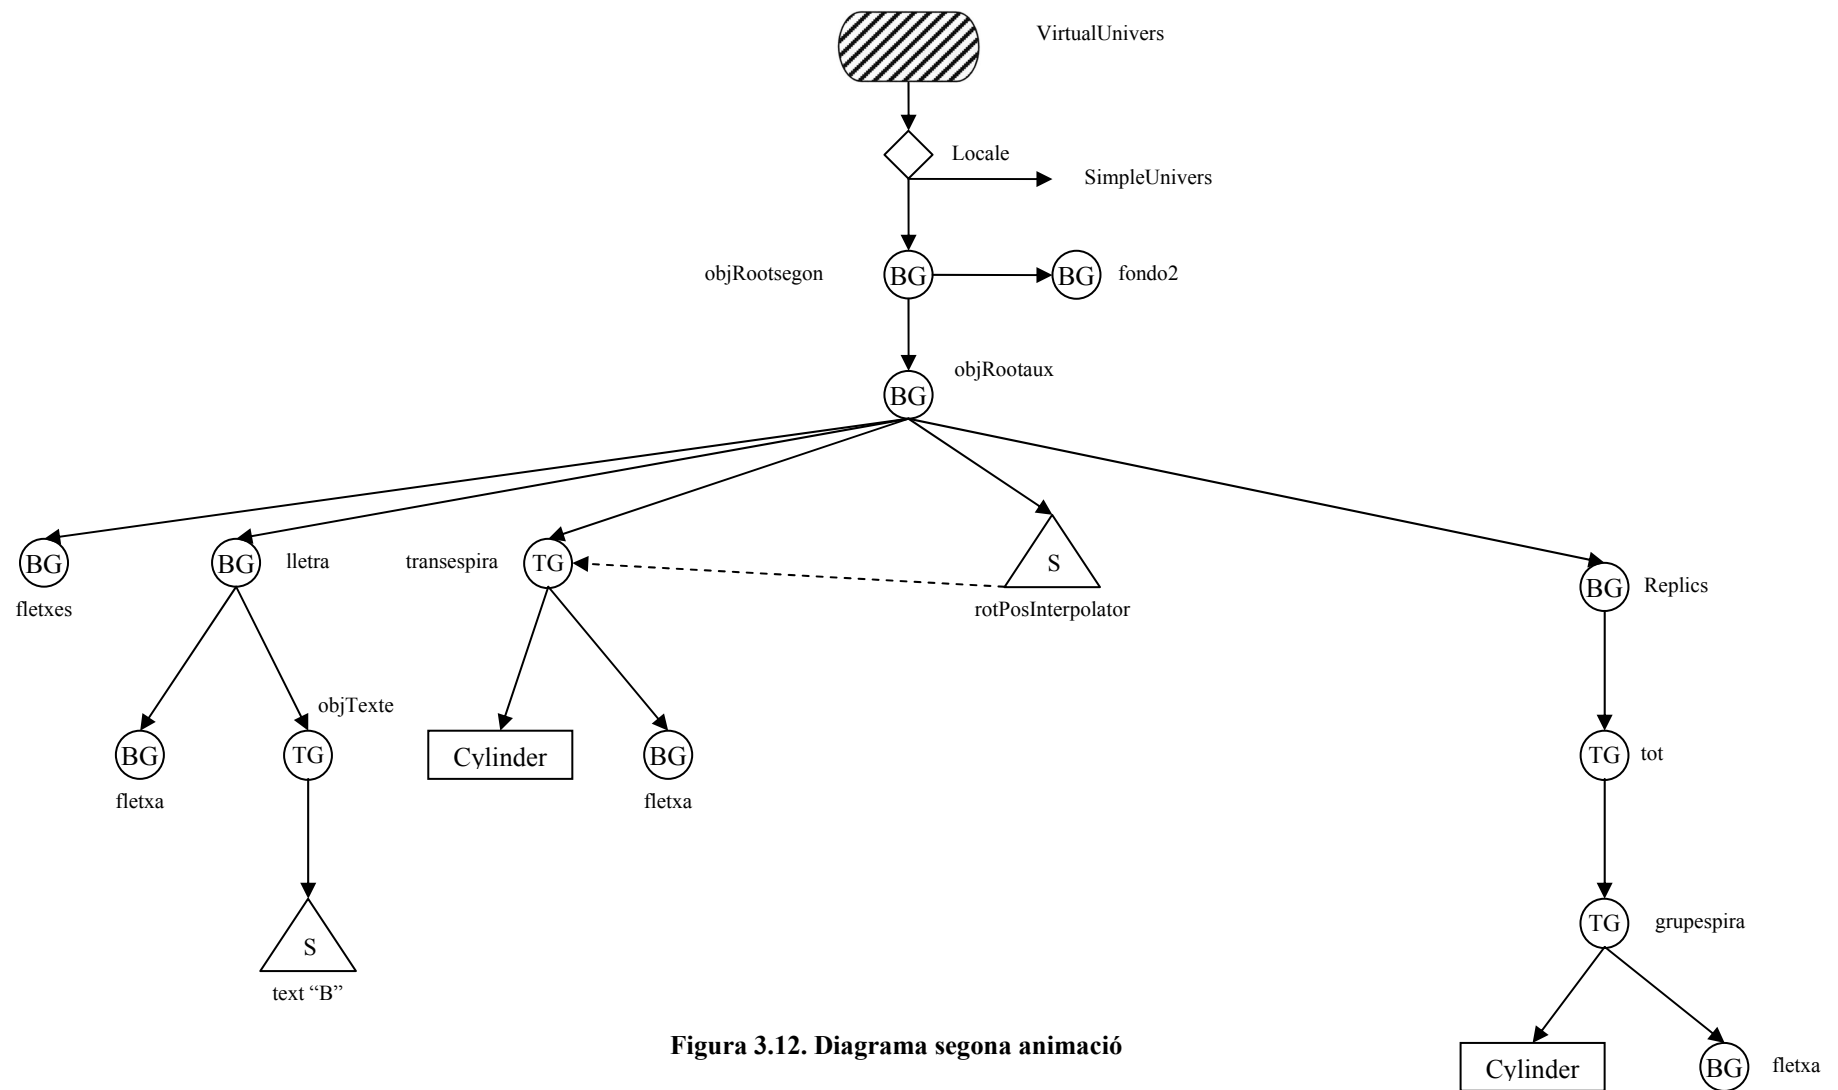 VirtualUnivers
Locale
SimpleUnivers
objRootsegon
BG
BG
fondo2
objRootaux
BG
BG
fletxes
BG
lletra
transespira
TG
S
rotPosInterpolator
BG
Replics
objTexte
BG
fletxa
TG
Cylinder
BG
fletxa
TG
tot
S
text “B”
TG
grupespira
Figura 3.12. Diagrama segona animació
Cylinder
BG
fletxa